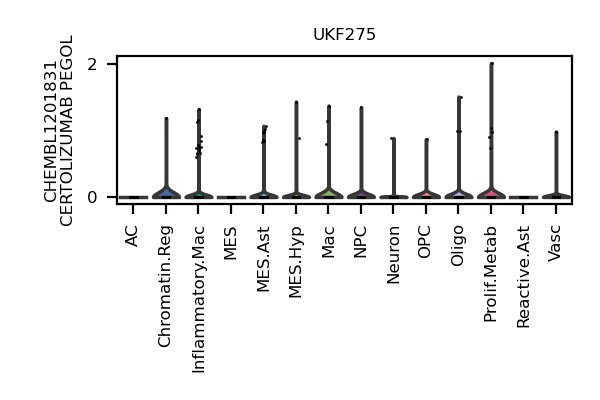 UKF275
CHEMBL1201831
CERTOLIZUMAB PEGOL
2
0
AC
Chromatin.Reg
Inflammatory.Mac
MES
MES.Ast
MES.Hyp
Mac
NPC
Neuron
OPC
Oligo
Prolif.Metab
Reactive.Ast
Vasc